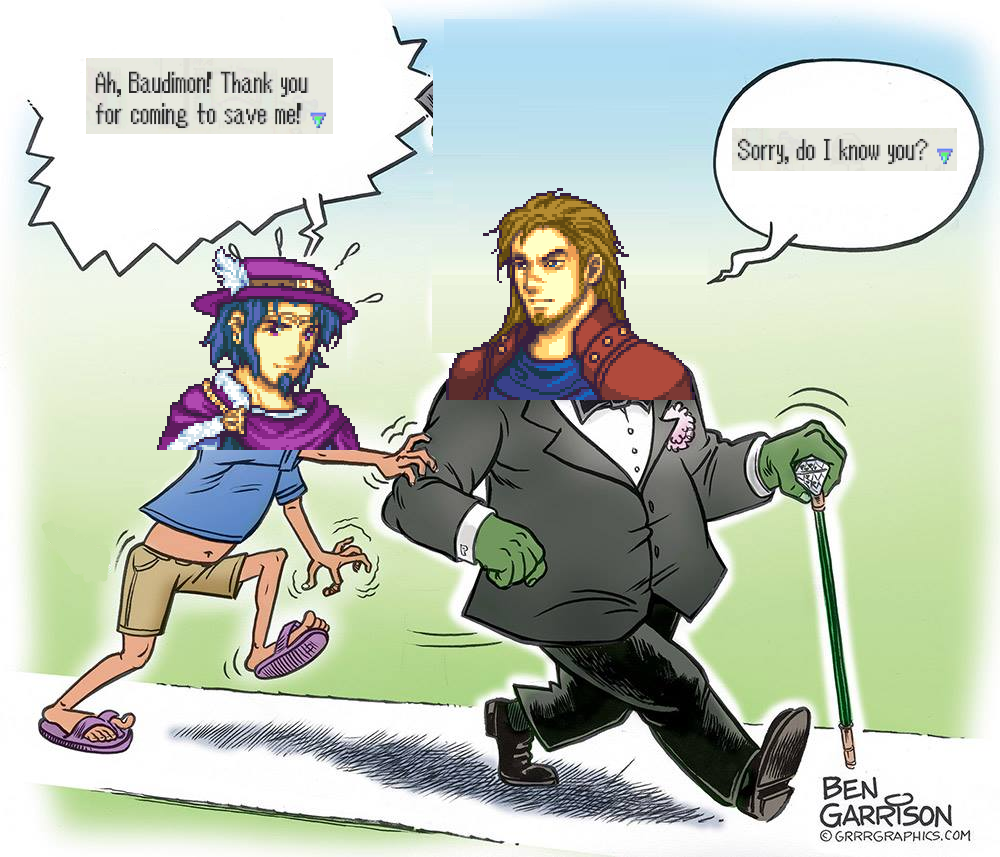 Ah, Baudimon! Thank you
for coming to save me!
Sorry, do I know you?
BEN
GARRISON
© GRRRGRAPHICS.COM